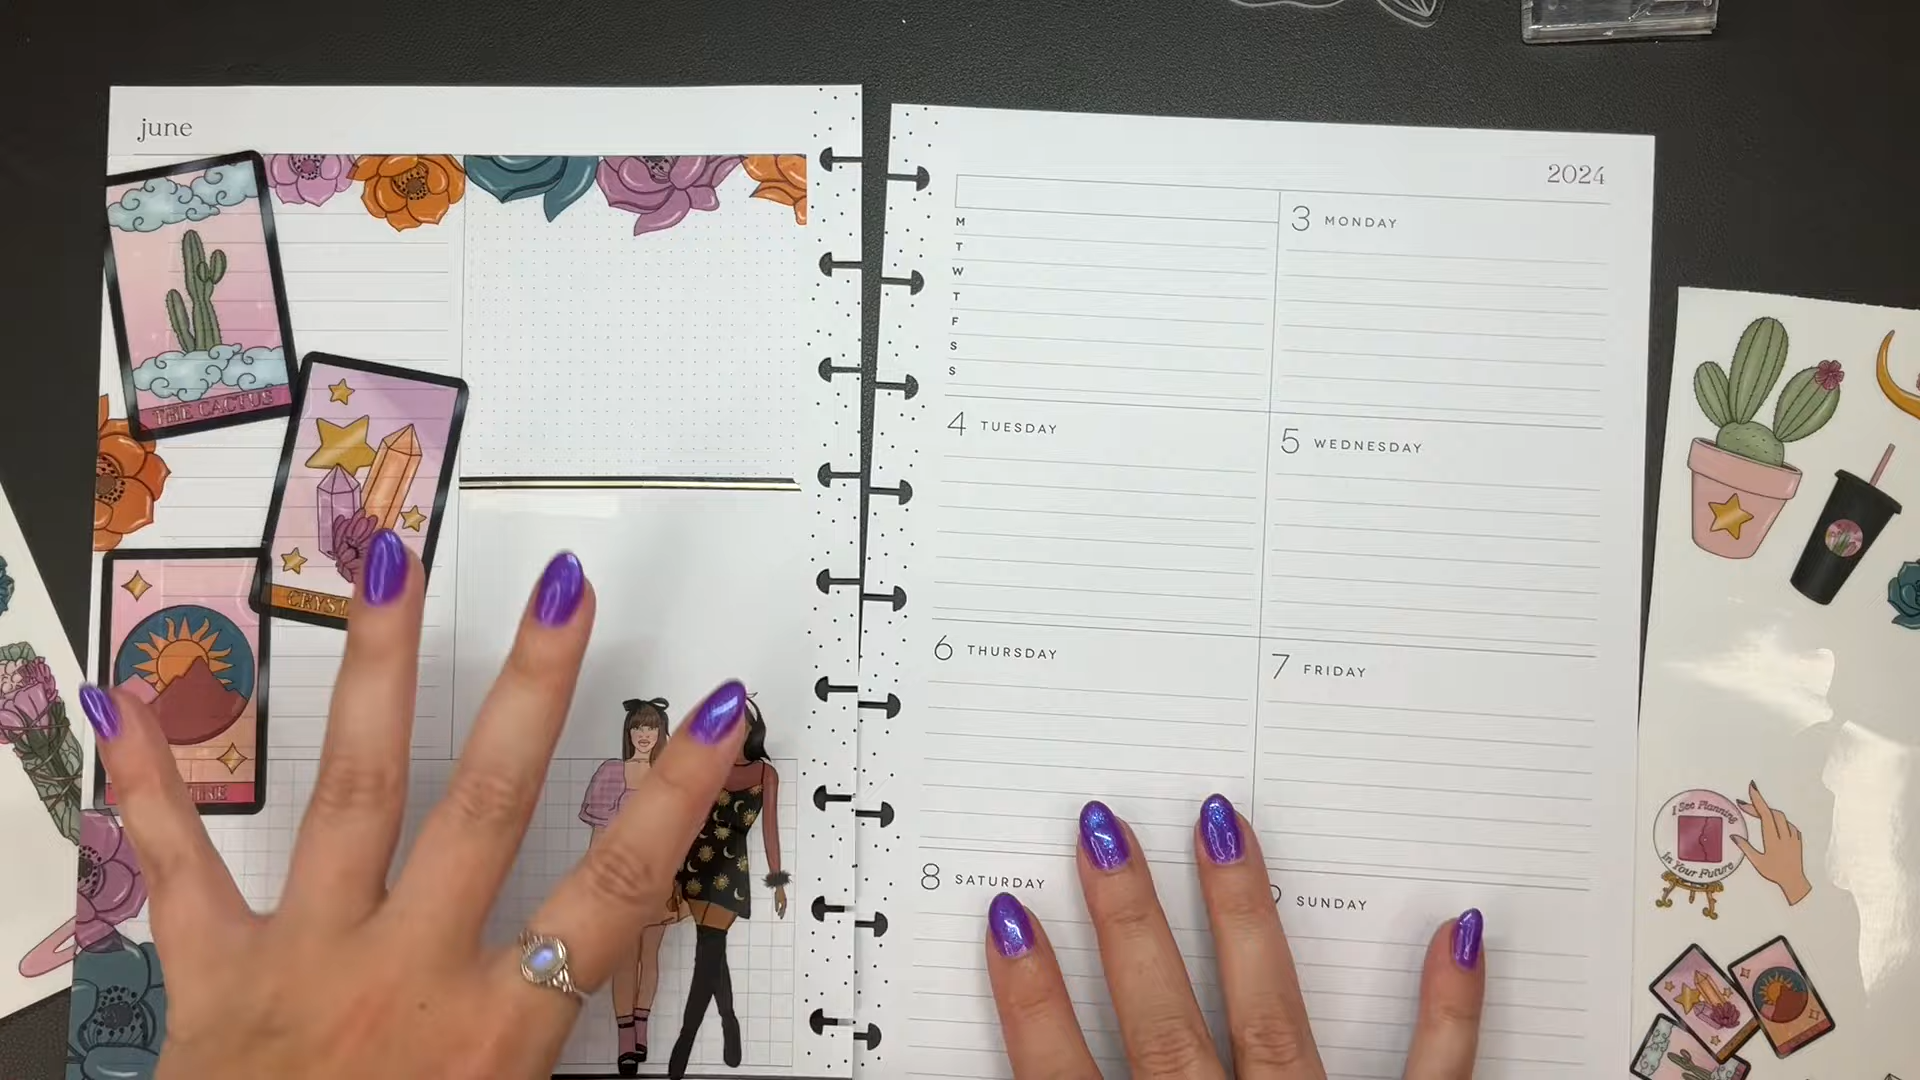 june
THE CACTUS
2024
M
T
W
T
F
S
S
3 MONDAY
4 TUESDAY
5 WEDNESDAY
6 THURSDAY
7 FRIDAY
8 SATURDAY
SUNDAY
I See Planning
In Your Future